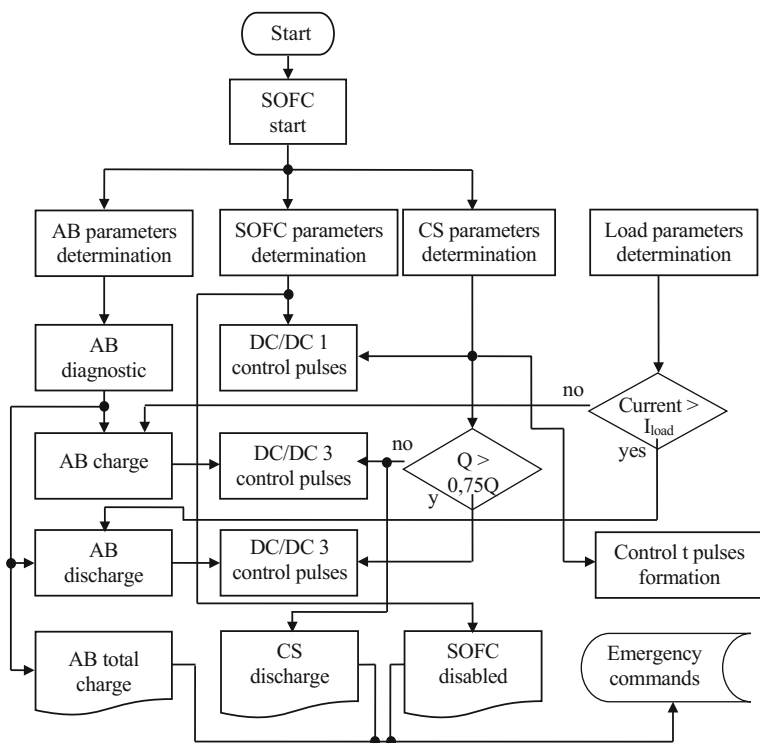 Start
SOFC
start
AB parameters
determination
SOFC parameters
determination
CS parameters
determination
Load parameters
determination
AB
diagnostic
DC/DC 1
control pulses
no
Current >
I_load
yes
AB charge
DC/DC 3
control pulses
no
Q >
0,75Q
y
AB
discharge
DC/DC 3
control pulses
Control t pulses
formation
AB total
charge
CS
discharge
SOFC
disabled
Emergency
commands